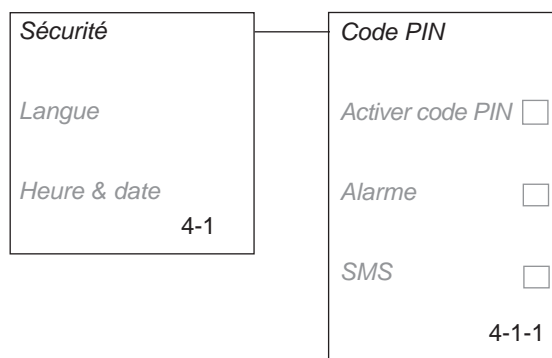 Sécurité
Langue
Heure & date
4-1
Code PIN
Activer code PIN
Alarme
SMS
4-1-1